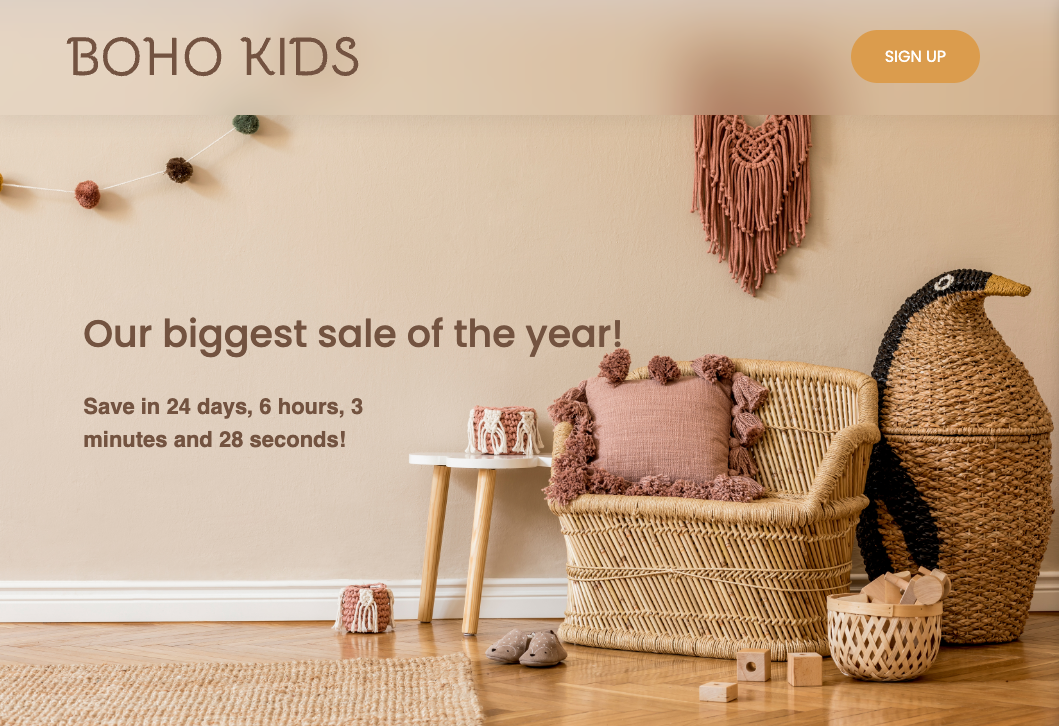 BOHO KIDS
SIGN UP
Our biggest sale of the year!
Save in 24 days, 6 hours, 3
minutes and 28 seconds!